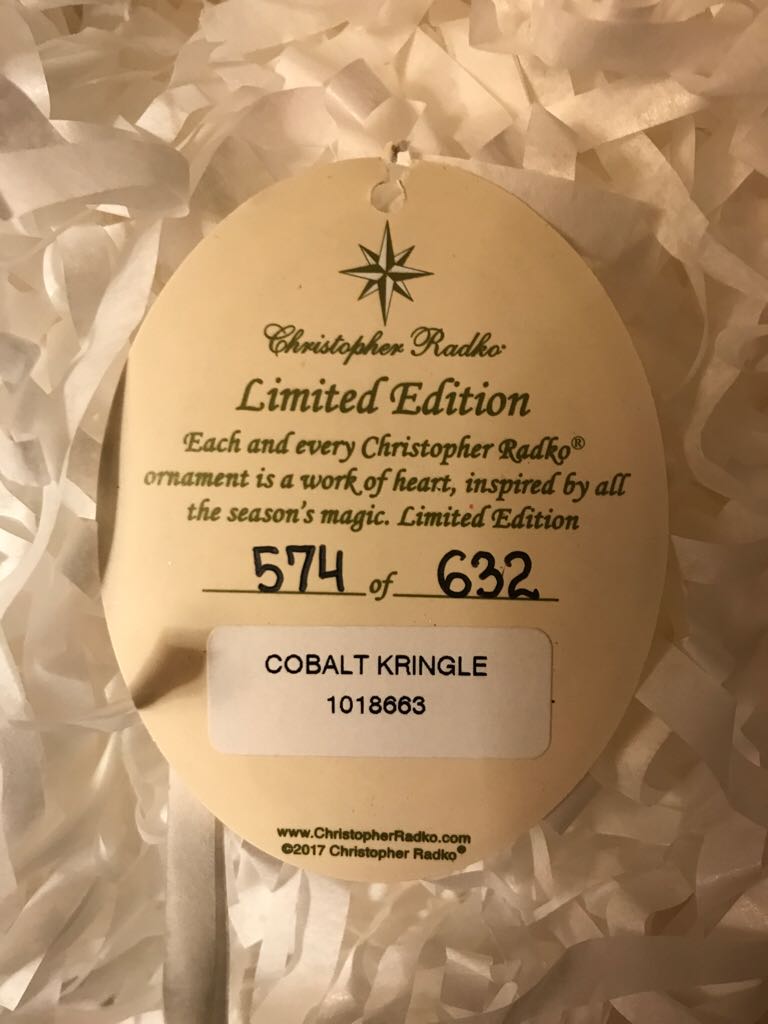 Christopher Radko
Limited Edition
Each and every Christopher Radko®
ornament is a work of heart, inspired by all
the season's magic. Limited Edition
574 of 632
COBALT KRINGLE
1018663
www.ChristopherRadko.com
©2017 Christopher Radko®